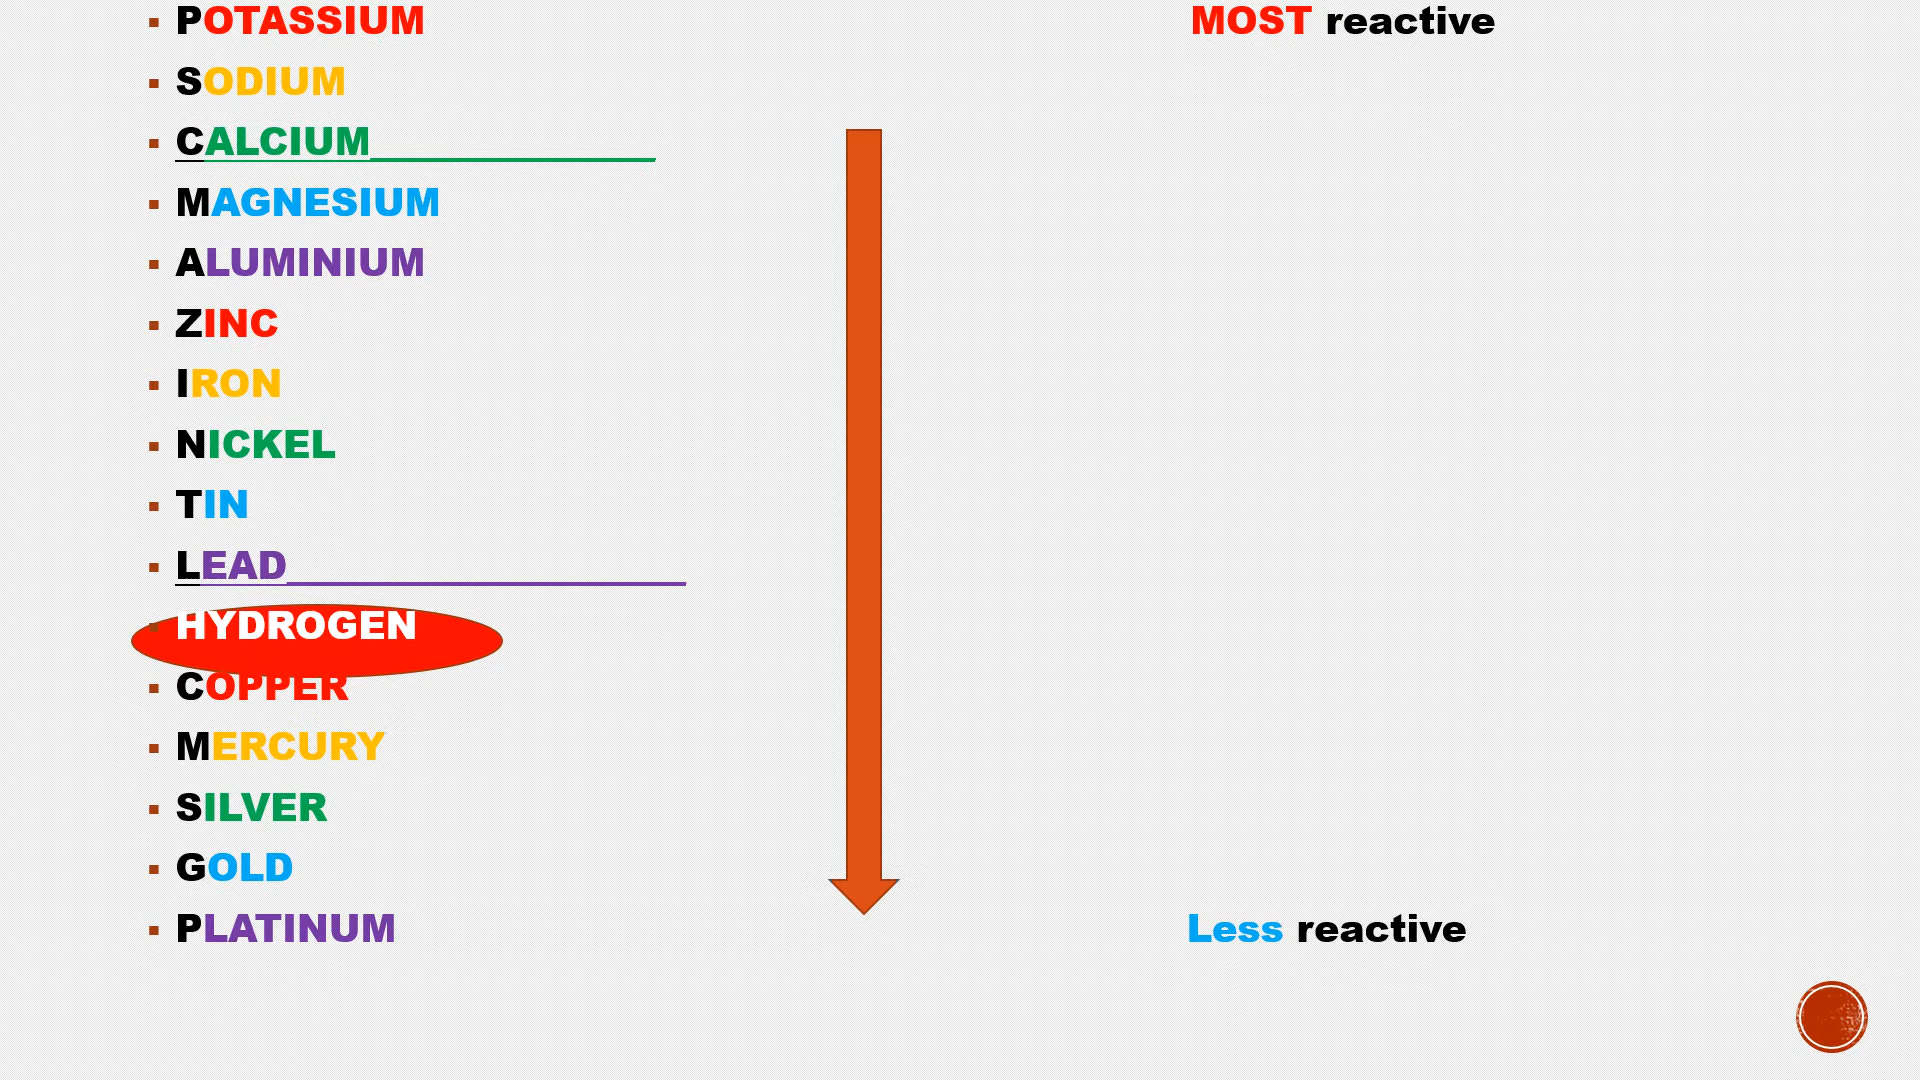 POTASSIUM MOST reactive
SODIUM
CALCIUM
MAGNESIUM
ALUMINIUM
ZINC
IRON
NICKEL
TIN
LEAD
HYDROGEN
COPPER
MERCURY
SILVER
GOLD
PLATINUM Less reactive